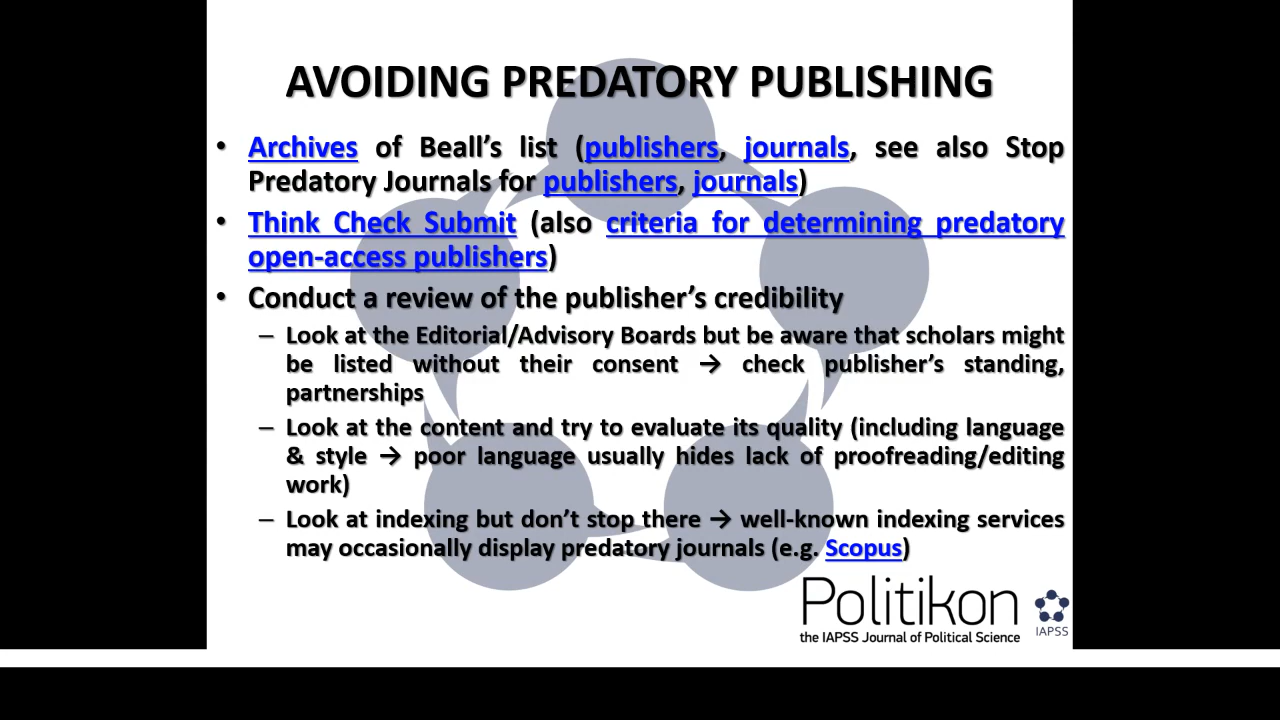 AVOIDING PREDATORY PUBLISHING
• Archives of Beall’s list (publishers, journals, see also Stop
Predatory Journals for publishers, journals)
• Think Check Submit (also criteria for determining predatory
open-access publishers)
• Conduct a review of the publisher’s credibility
– Look at the Editorial/Advisory Boards but be aware that scholars might
be listed without their consent → check publisher’s standing,
partnerships
– Look at the content and try to evaluate its quality (including language
& style → poor language usually hides lack of proofreading/editing
work)
– Look at indexing but don’t stop there → well-known indexing services
may occasionally display predatory journals (e.g. Scopus)
Politikon
the IAPSS Journal of Political Science
IAPSS